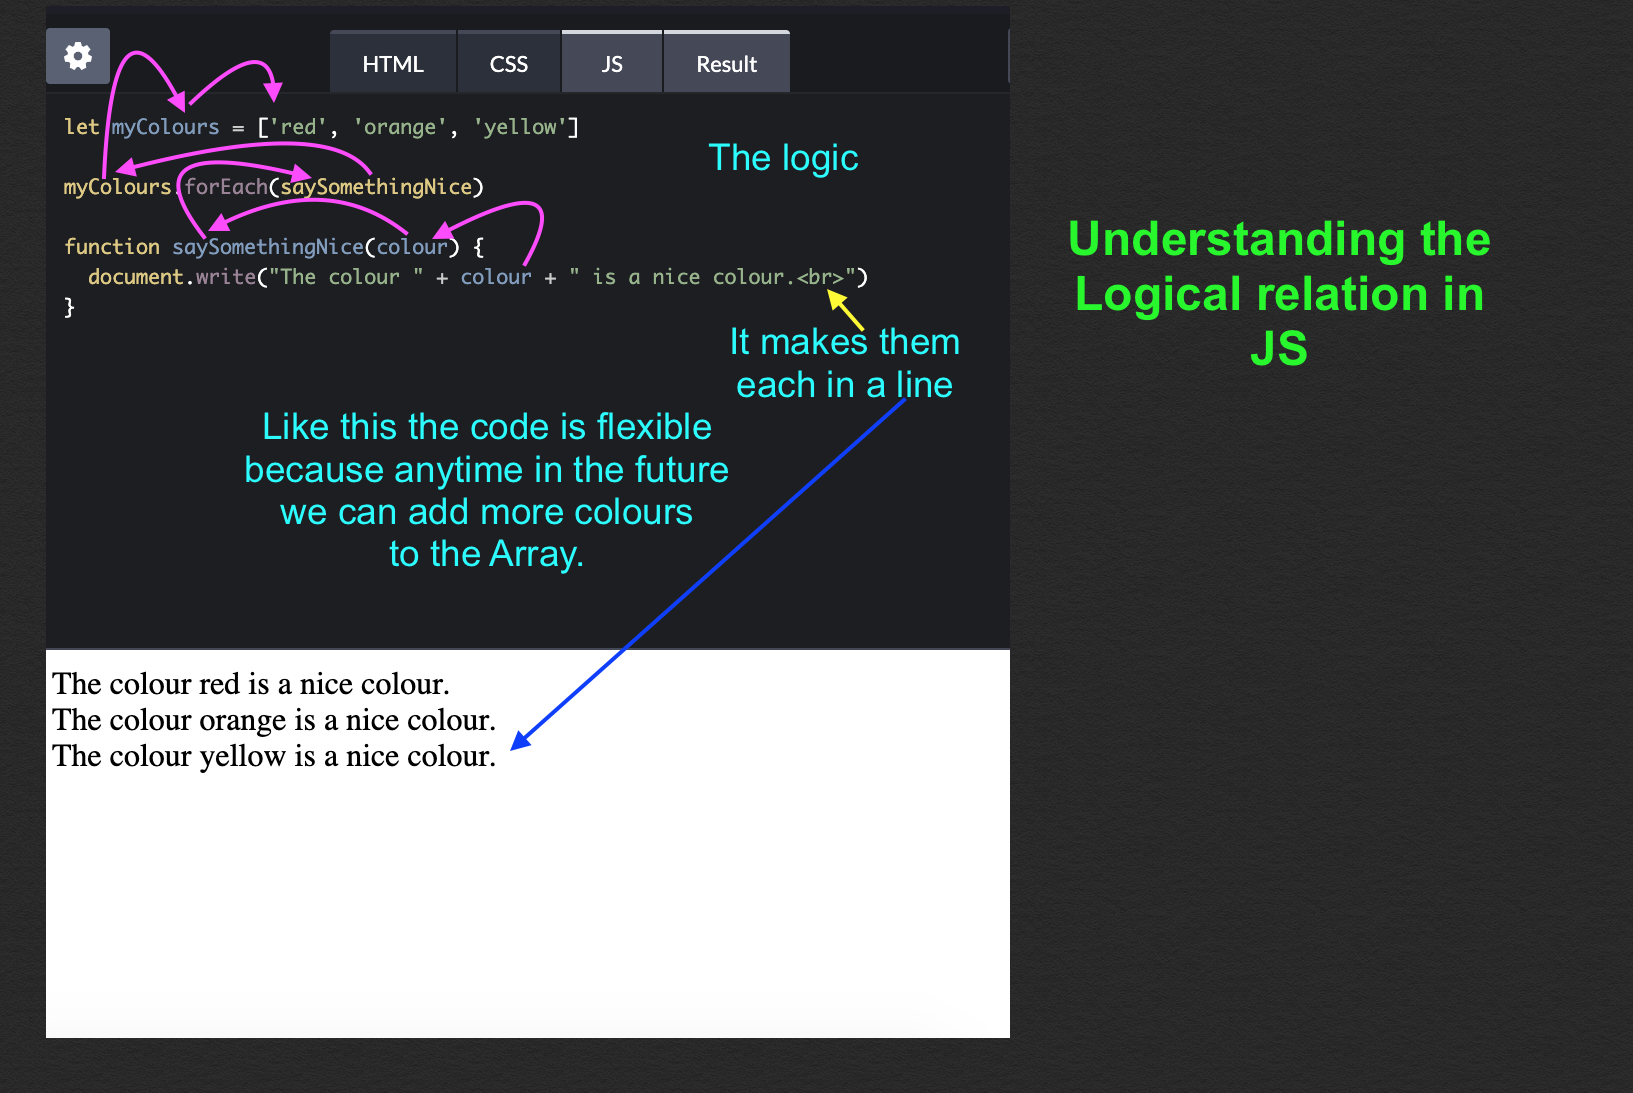 HTML CSS JS Result
let myColours = ['red', 'orange', 'yellow']
The logic
myColours.forEach(saySomethingNice)
function saySomethingNice(colour) {
document.write("The colour " + colour + " is a nice colour.<br>")
}
It makes them
each in a line
Like this the code is flexible
because anytime in the future
we can add more colours
to the Array.
The colour red is a nice colour.
The colour orange is a nice colour.
The colour yellow is a nice colour.
Understanding the
Logical relation in
JS